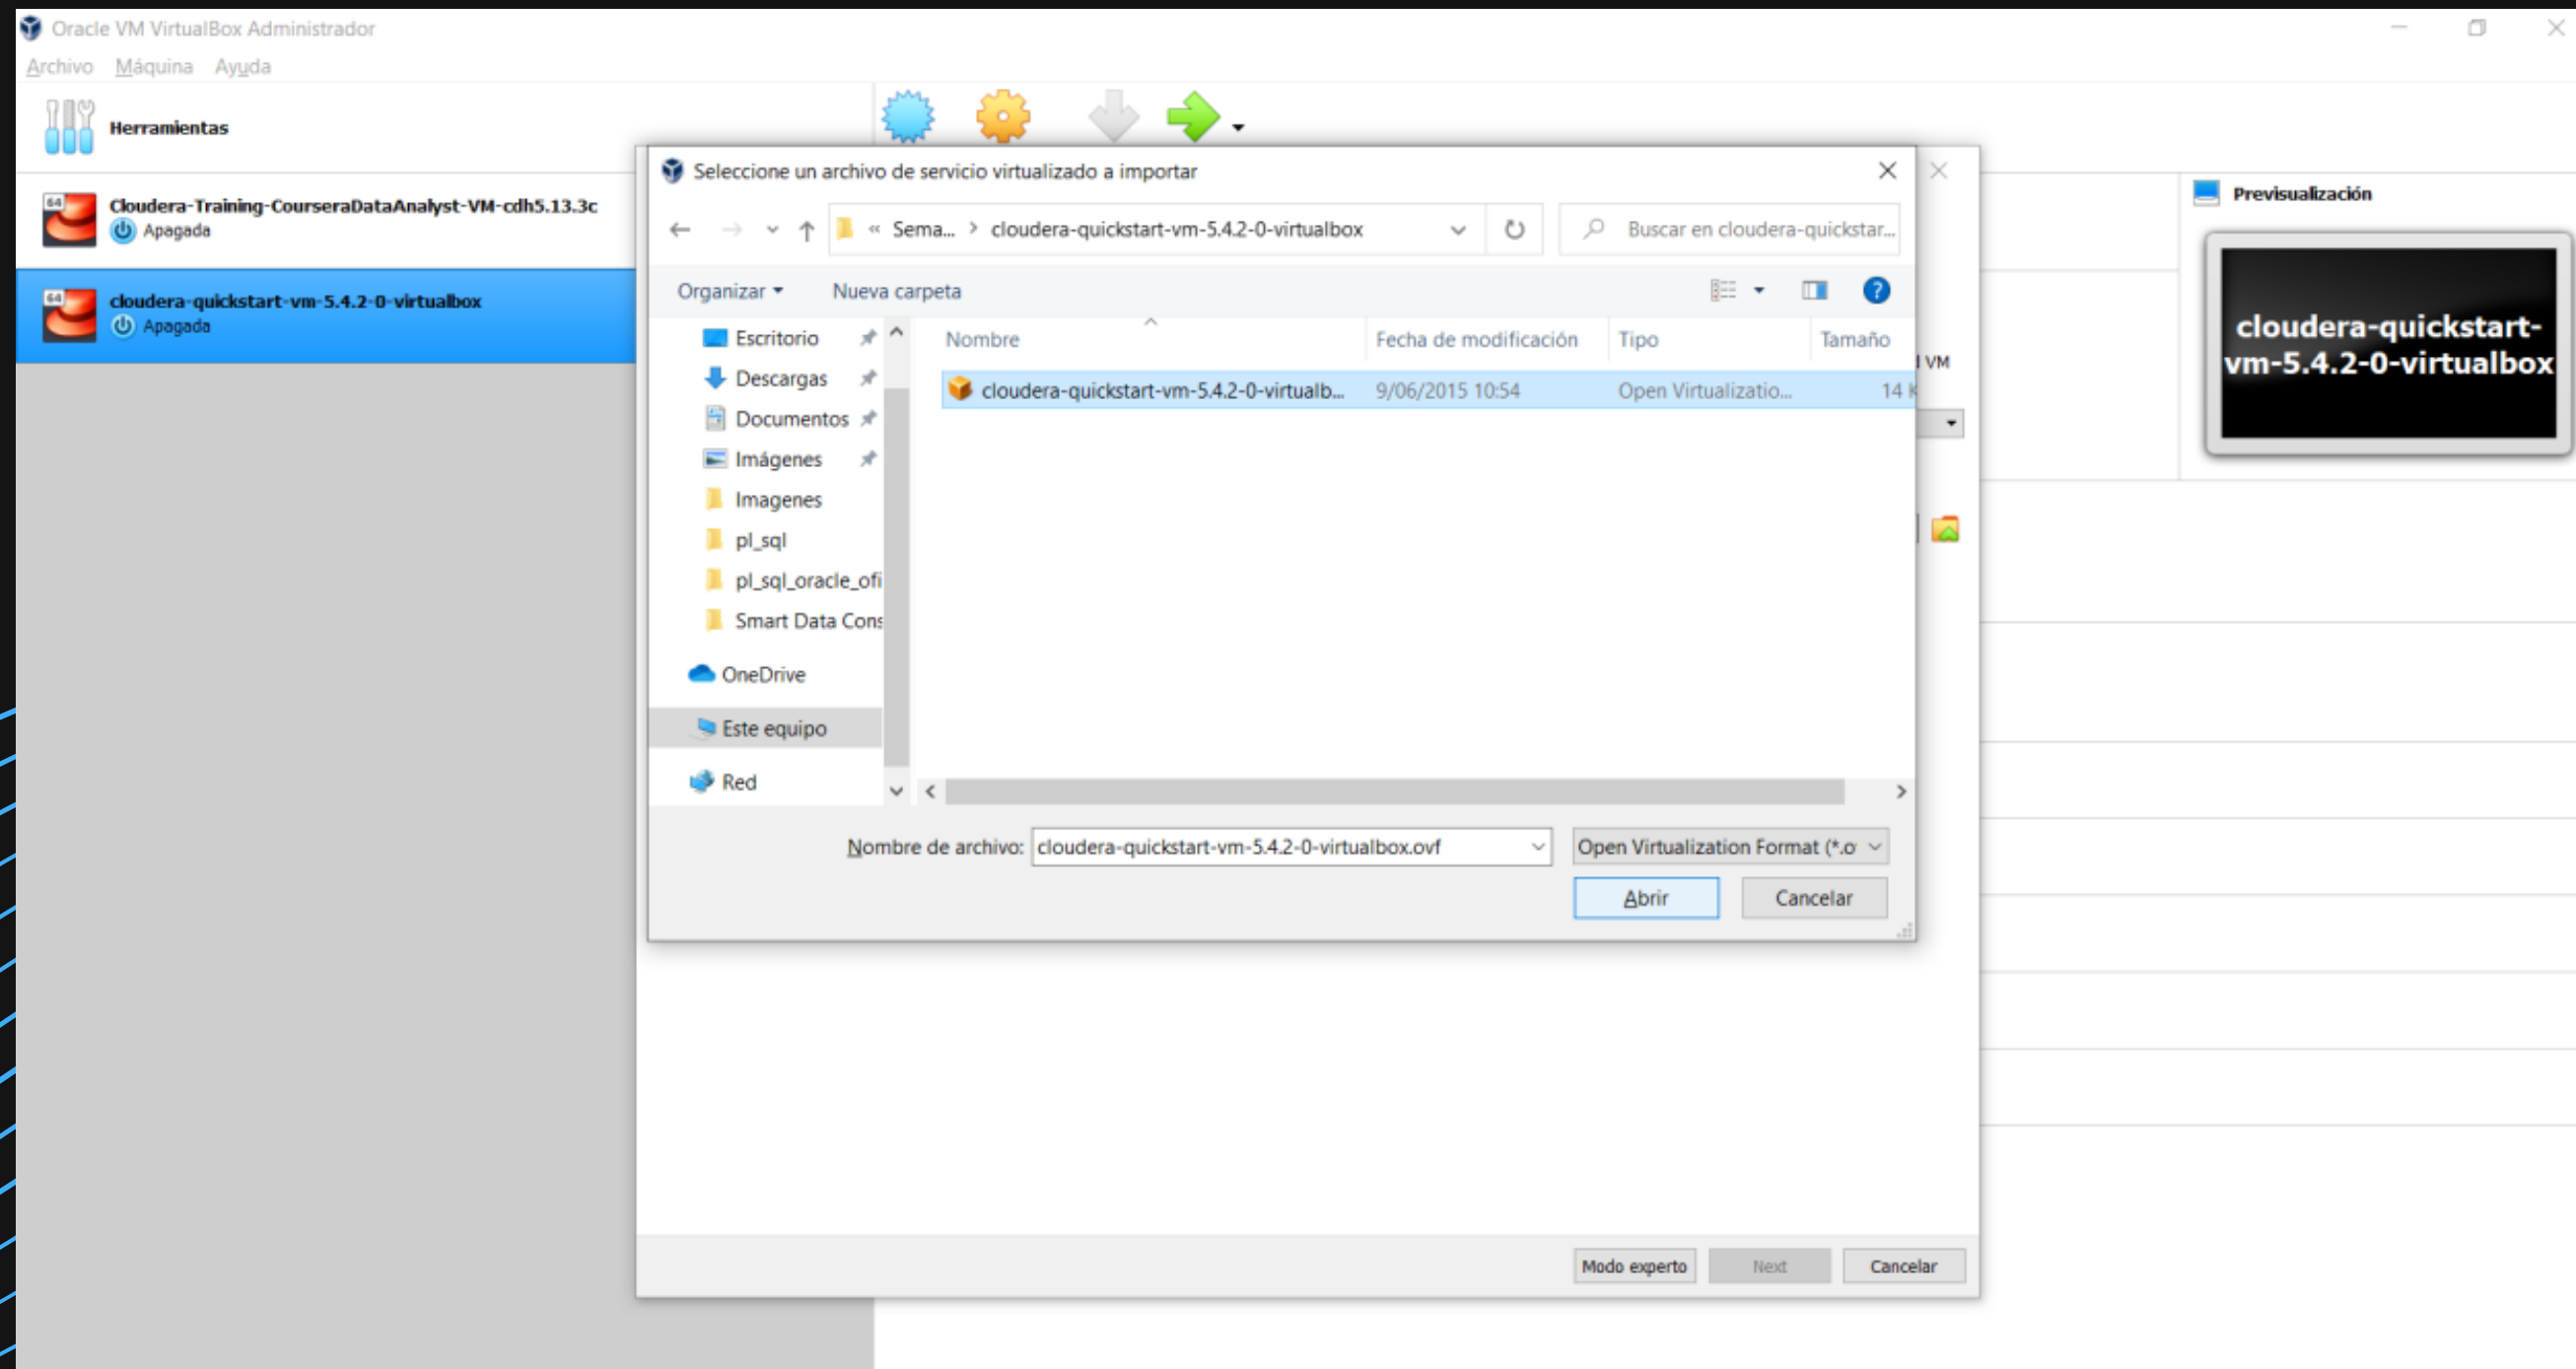 Oracle VM VirtualBox Administrador
Archivo Máquina Ayuda
Herramientas
64
Cloudera-Training-CourseraDataAnalyst-VM-cdh5.13.3c
Apagada
64
cloudera-quickstart-vm-5.4.2-0-virtualbox
Apagada
Seleccione un archivo de servicio virtualizado a importar
« Sema... > cloudera-quickstart-vm-5.4.2-0-virtualbox
Buscar en cloudera-quickstar...
Organizar
Nueva carpeta
Escritorio
Descargas
Documentos
Imágenes
Imagenes
pl_sql
pl_sql_oracle_ofi
Smart Data Cons
OneDrive
Este equipo
Red
Nombre Fecha de modificación Tipo Tamaño
cloudera-quickstart-vm-5.4.2-0-virtualb... 9/06/2015 10:54 Open Virtualizatio... 14 K
Nombre de archivo: cloudera-quickstart-vm-5.4.2-0-virtualbox.ovf
Open Virtualization Format (*.o
Abrir Cancelar
VM
Modo experto Next Cancelar
Previsualización
cloudera-quickstart-
vm-5.4.2-0-virtualbox